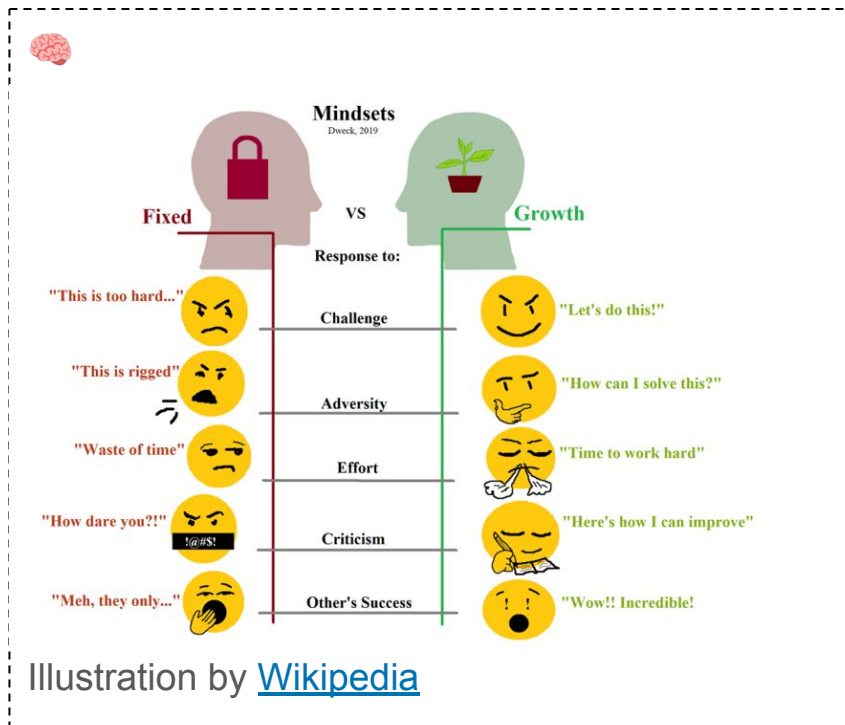 Mindsets
Dweck, 2019
Fixed
VS
Growth
Response to:
"This is too hard..."
Challenge
"Let's do this!"
"This is rigged"
Adversity
"How can I solve this?"
"Waste of time"
Effort
"Time to work hard"
"How dare you?!"
!@#$!
Criticism
"Here's how I can improve"
"Meh, they only..."
Other's Success
"Wow!! Incredible!
Illustration by Wikipedia